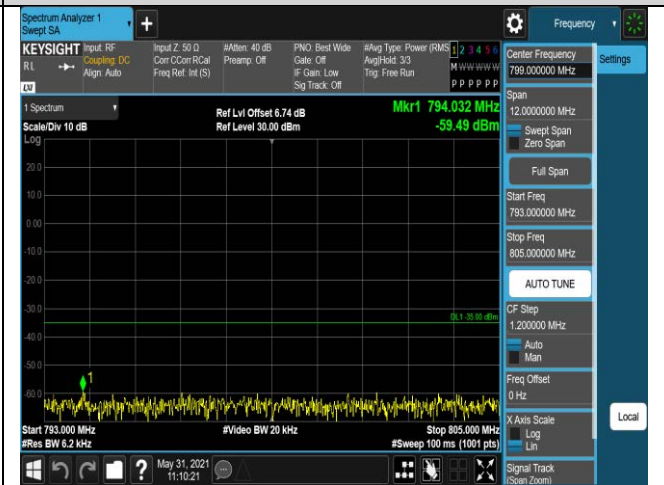 Spectrum Analyzer 1
Swept SA
+
Frequency
KEYSIGHT
RL
Input: RF
Coupling: DC
Align: Auto
Input Z: 50 Ω
Corr CCorr RCal
Freq Ref: Int (S)
#Atten: 40 dB
Preamp: Off
PNO: Best Wide
Gate: Off
IF Gain: Low
Sig Track: Off
#Avg Type: Power (RMS
Avg|Hold: 3/3
Trig: Free Run
1 2 3 4 5 6
M W W W W W
P P P P P P
LXI
1 Spectrum
Scale/Div 10 dB
Log
Ref Lvl Offset 6.74 dB
Ref Level 30.00 dBm
Mkr1 794.032 MHz
-59.49 dBm
20.0
10.0
0.00
-10.0
-20.0
-30.0
DL1 -35.00 dBm
-40.0
-50.0
1
-60.0
Start 793.000 MHz
#Res BW 6.2 kHz
#Video BW 20 kHz
Stop 805.000 MHz
#Sweep 100 ms (1001 pts)
?
May 31, 2021
11:10:21
Center Frequency
799.000000 MHz
Settings
Span
12.0000000 MHz
Swept Span
Zero Span
Full Span
Start Freq
793.000000 MHz
Stop Freq
805.000000 MHz
AUTO TUNE
CF Step
1.200000 MHz
Auto
Man
Freq Offset
0 Hz
X Axis Scale
Log
Lin
Local
Signal Track
(Span Zoom)